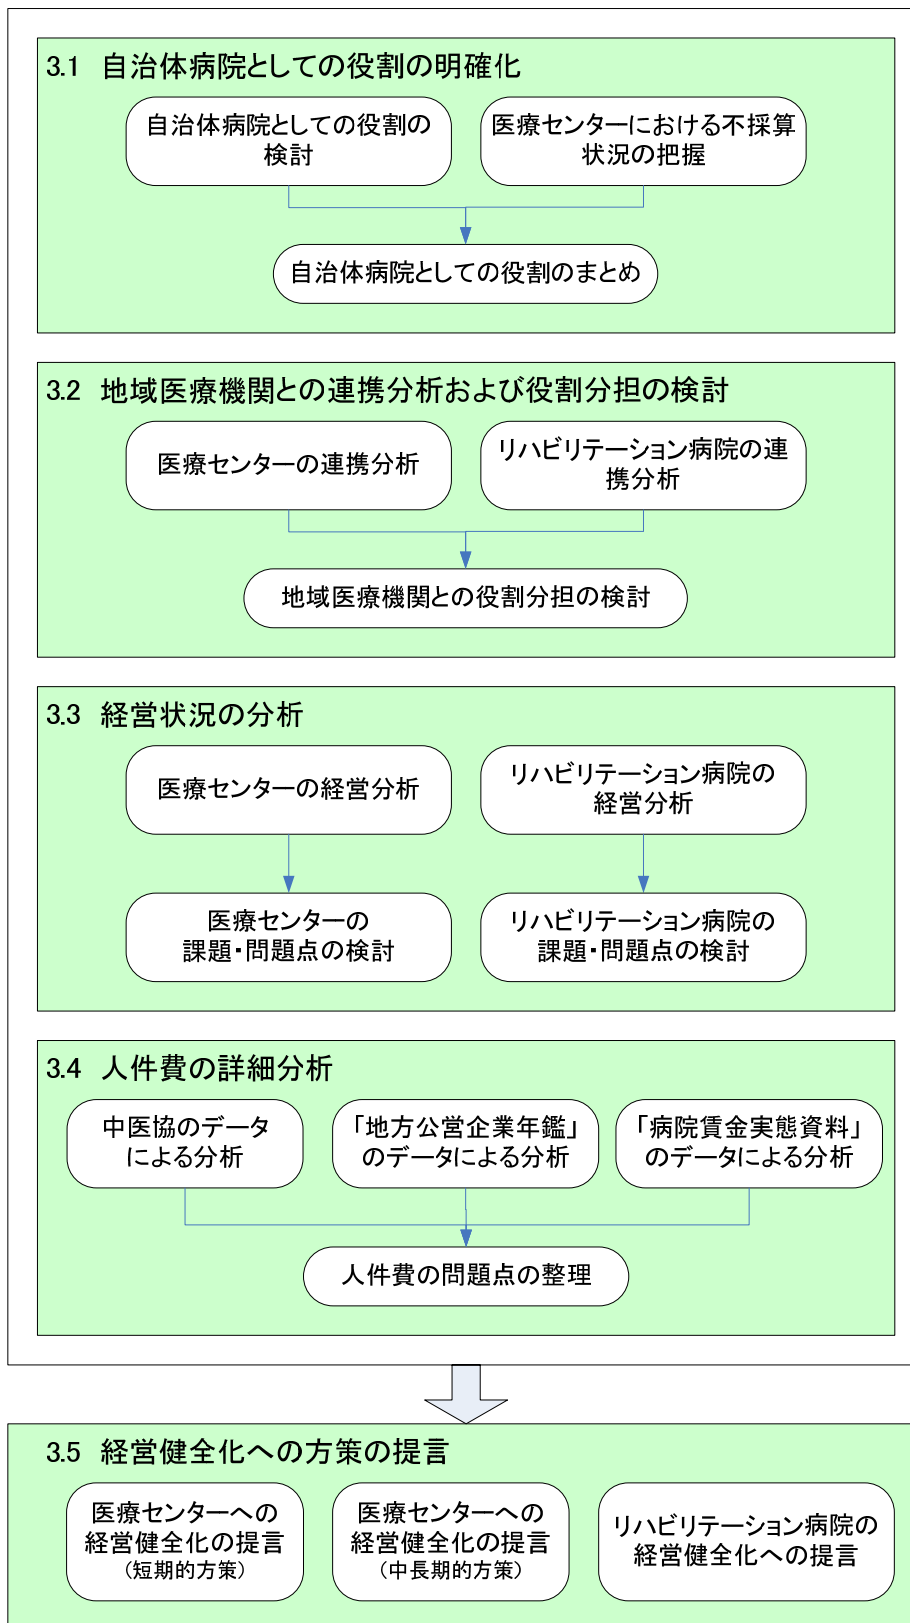 3.1 自治体病院としての役割の明確化
自治体病院としての役割の
検討
医療センターにおける不採算
状況の把握
自治体病院としての役割のまとめ
3.2 地域医療機関との連携分析および役割分担の検討
医療センターの連携分析
リハビリテーション病院の連
携分析
地域医療機関との役割分担の検討
3.3 経営状況の分析
医療センターの経営分析
リハビリテーション病院の
経営分析
医療センターの
課題・問題点の検討
リハビリテーション病院の
課題・問題点の検討
3.4 人件費の詳細分析
中医協のデータ
による分析
「地方公営企業年鑑」
のデータによる分析
「病院賃金実態資料」
のデータによる分析
人件費の問題点の整理
3.5 経営健全化への方策の提言
医療センターへの
経営健全化の提言
(短期的方策)
医療センターへの
経営健全化の提言
(中長期的方策)
リハビリテーション病院の
経営健全化への提言